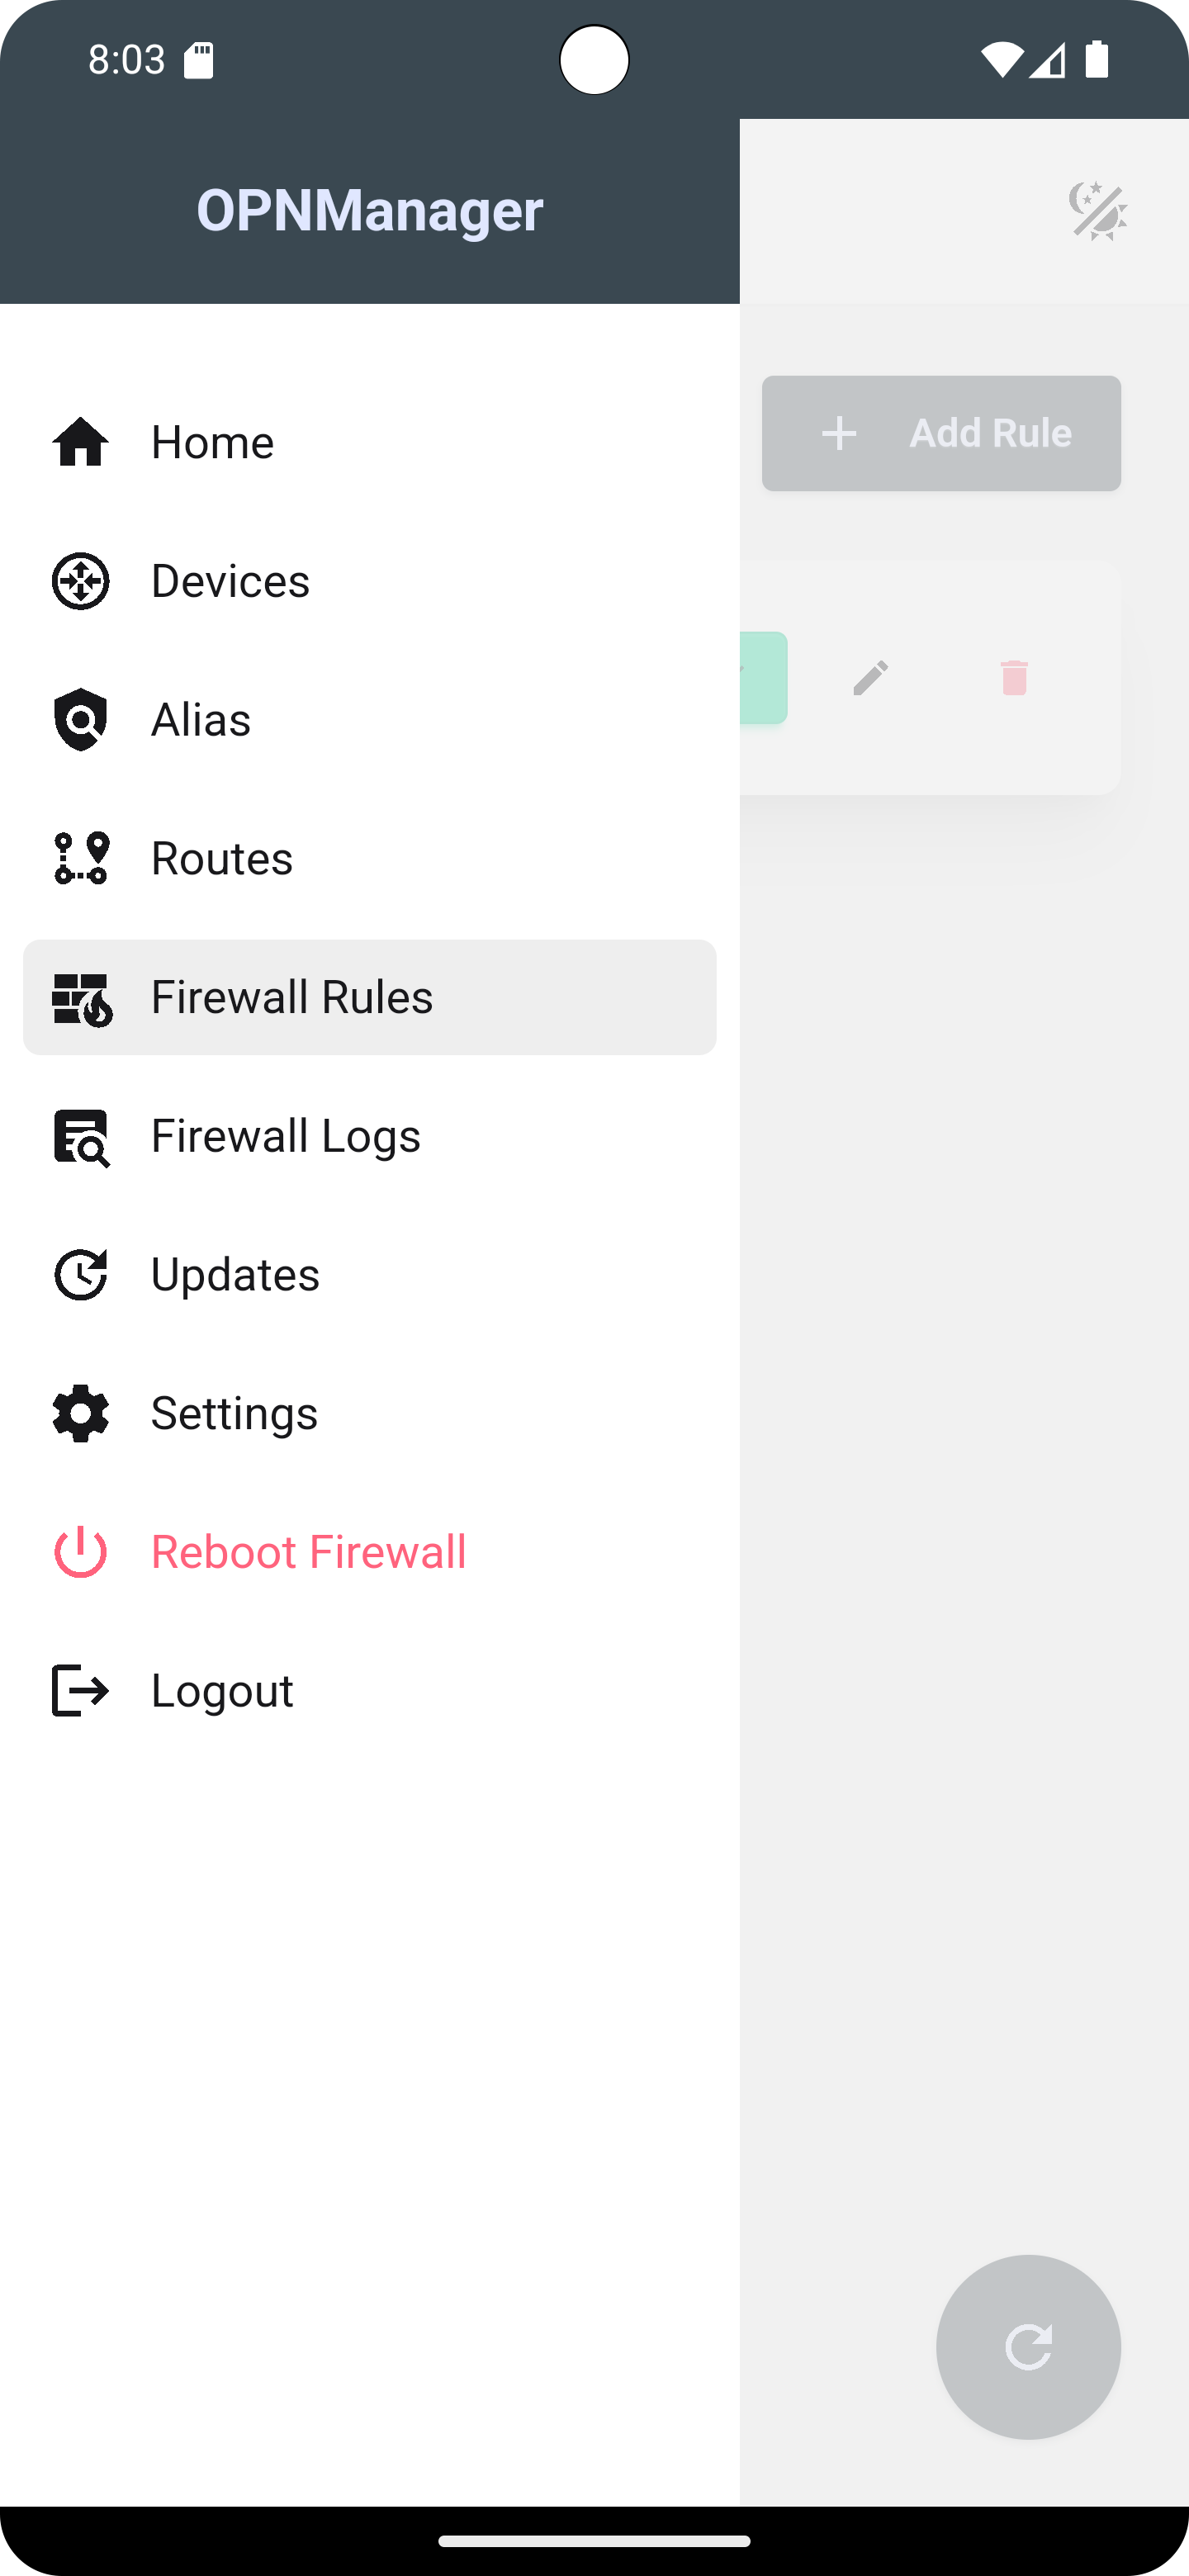 8:03
OPNManager
Add Rule
Home
Devices
Alias
Routes
Firewall Rules
Firewall Logs
Updates
Settings
Reboot Firewall
Logout